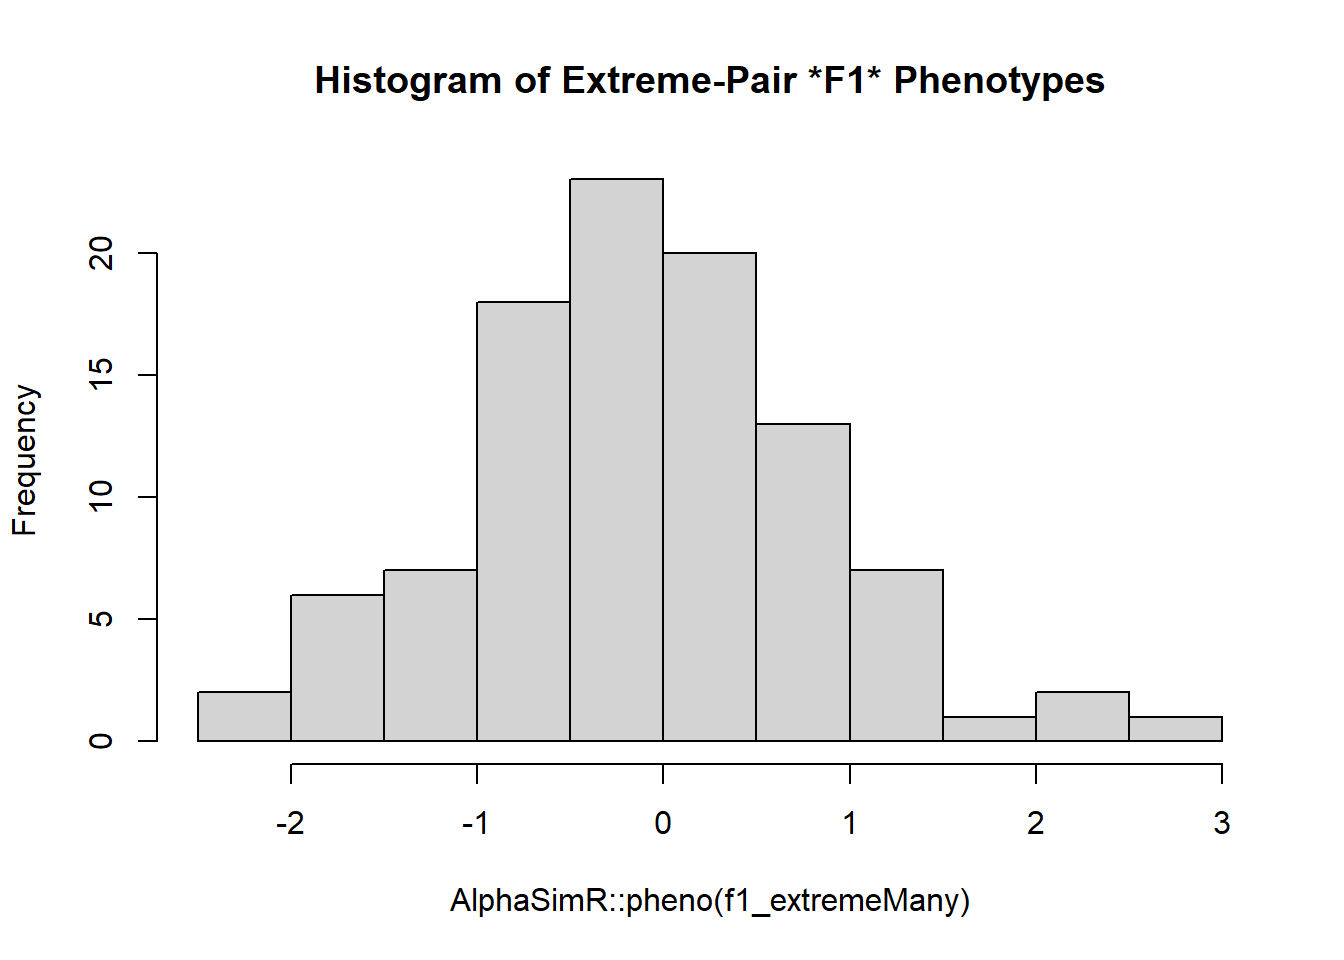 Histogram of Extreme-Pair *F1* Phenotypes
Frequency
20
15
10
5
0
-2 -1 0 1 2 3
AlphaSimR::pheno(f1_extremeMany)